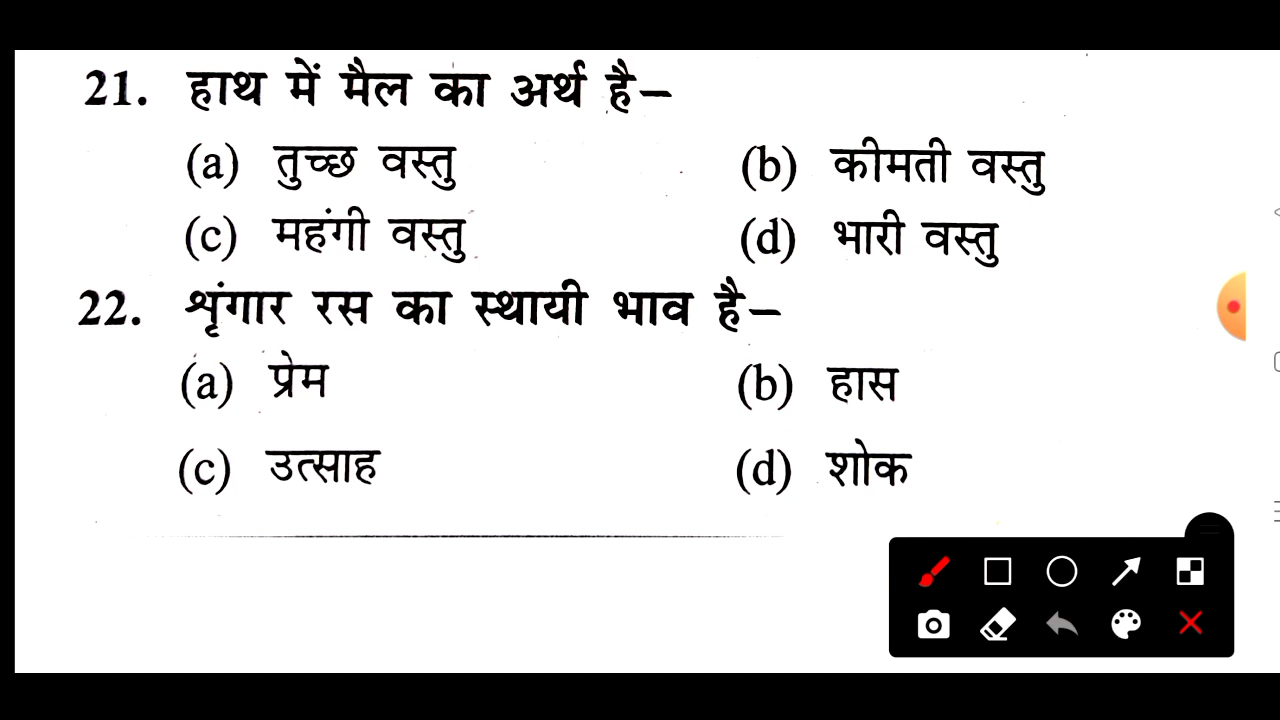 21. हाथ में मैल का अर्थ है–
(a) तुच्छ वस्तु (b) कीमती वस्तु
(c) महंगी वस्तु (d) भारी वस्तु
22. शृंगार रस का स्थायी भाव है–
(a) प्रेम (b) हास
(c) उत्साह (d) शोक